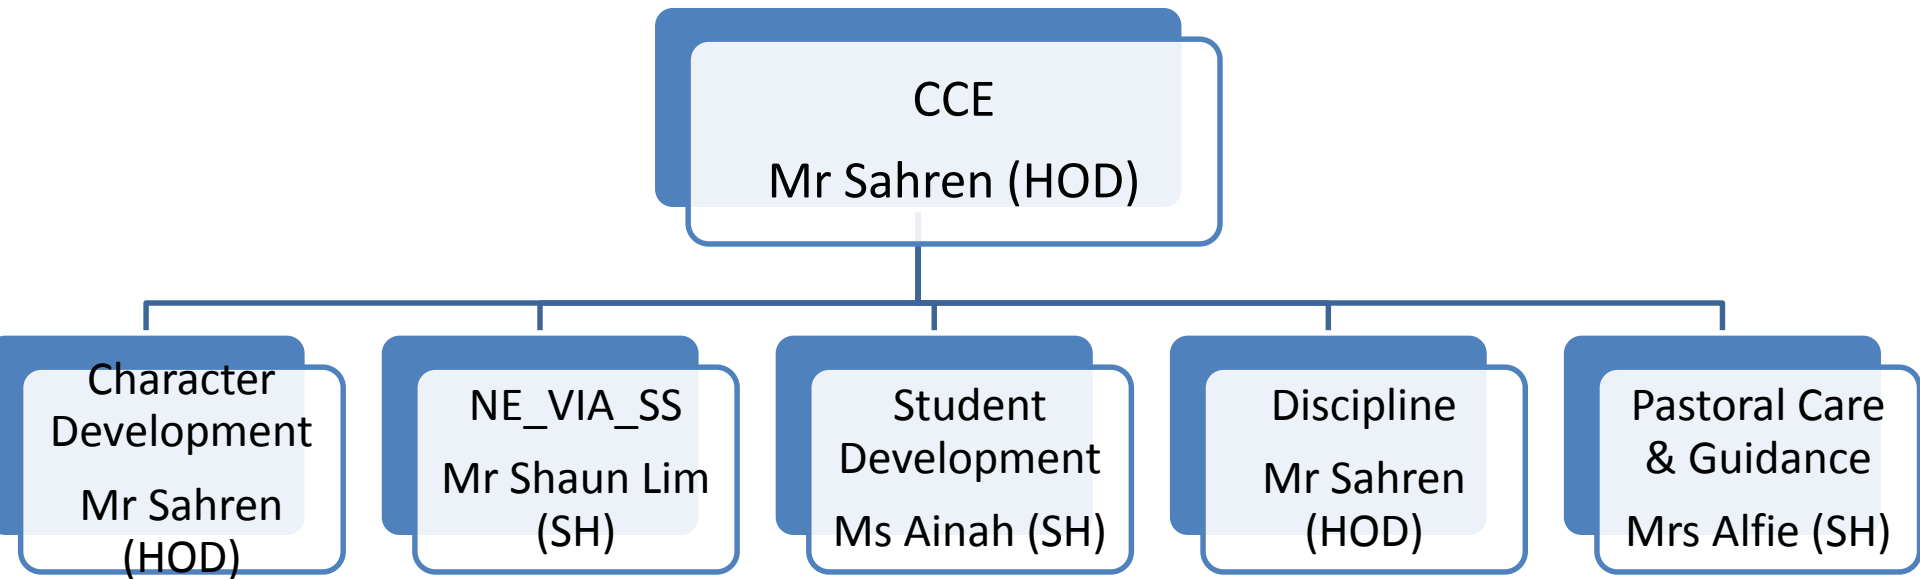 CCE
Mr Sahren (HOD)
Character
Development
Mr Sahren
(HOD)
NE_VIA_SS
Mr Shaun Lim
(SH)
Student
Development
Ms Ainah (SH)
Discipline
Mr Sahren
(HOD)
Pastoral Care
& Guidance
Mrs Alfie (SH)